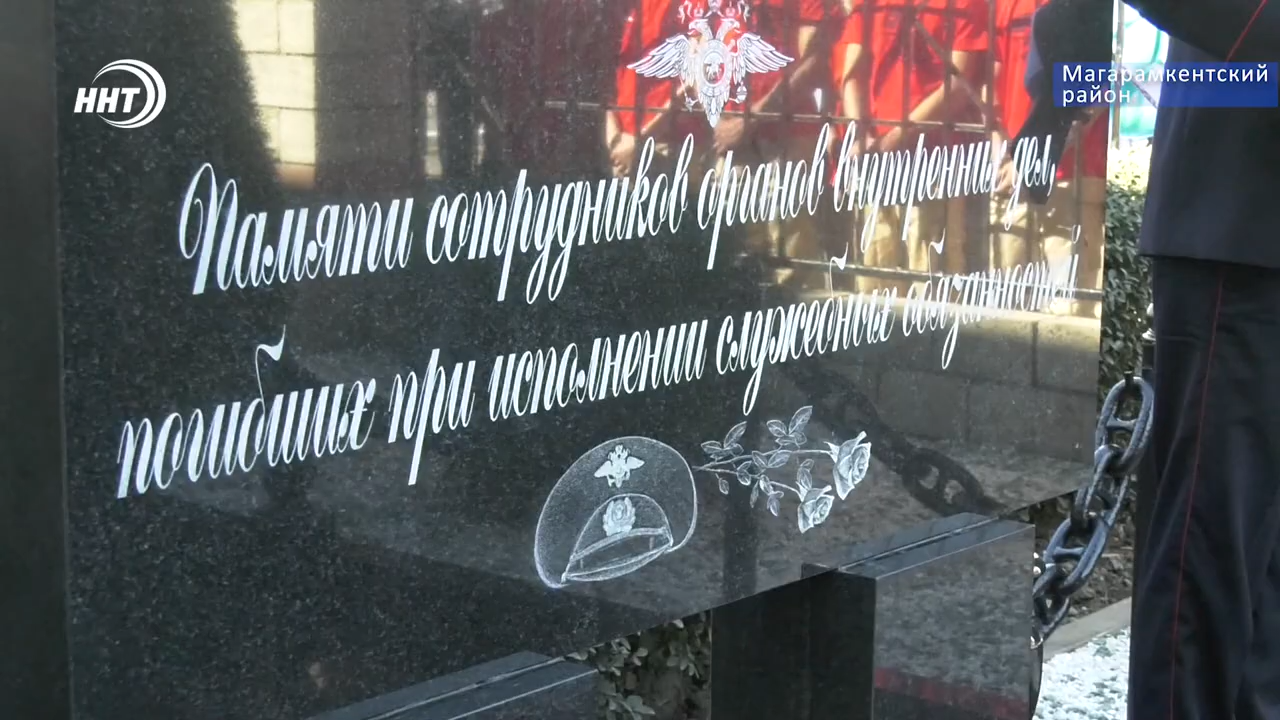 ННТ
Магарамкентский
район
Памяти сотрудников органов внутренних дел,
погибших при исполнении служебных обязанностей